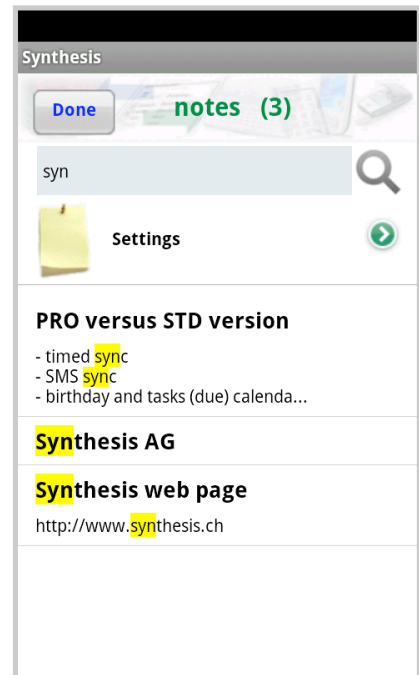 Synthesis
Done
notes (3)
syn
Settings
PRO versus STD version
- timed sync
- SMS sync
- birthday and tasks (due) calenda...
Synthesis AG
Synthesis web page
http://www.synthesis.ch